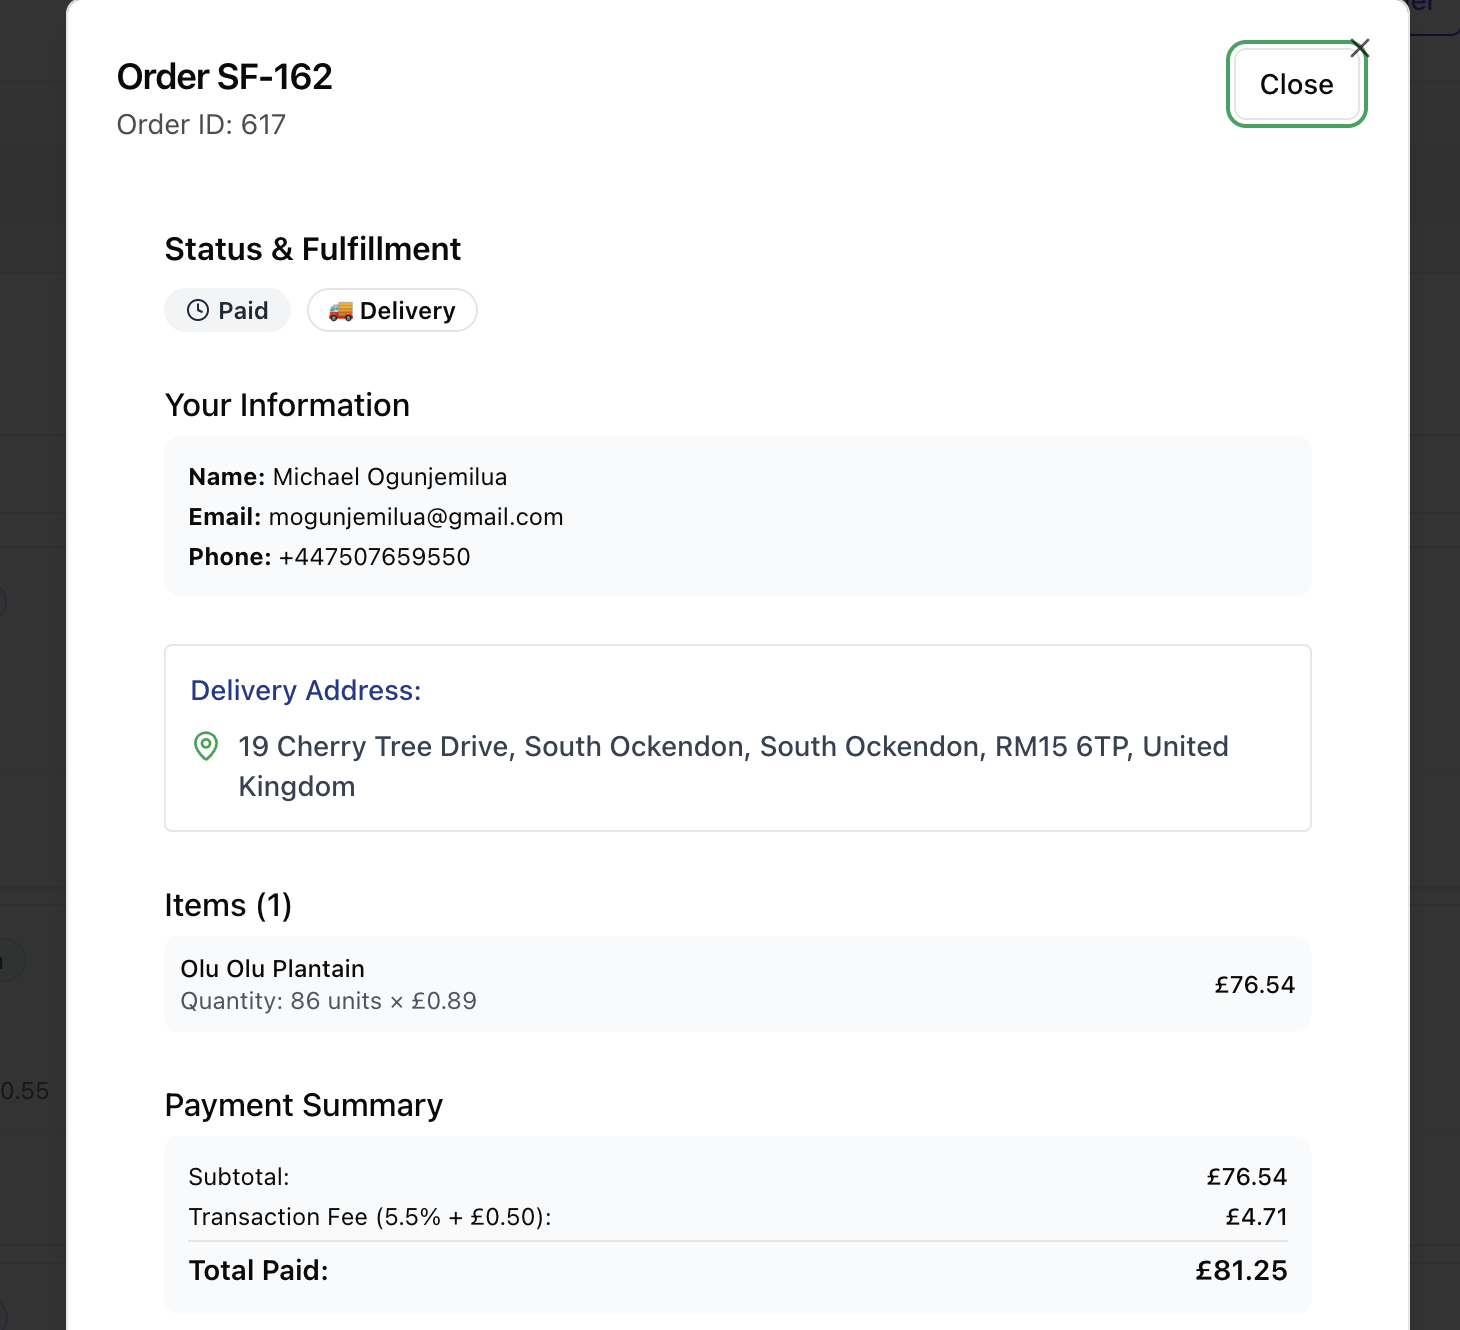 Order SF-162
Close
Order ID: 617
Status & Fulfillment
Paid
Delivery
Your Information
Name: Michael Ogunjemilua
Email: mogunjemilua@gmail.com
Phone: +447507659550
Delivery Address:
19 Cherry Tree Drive, South Ockendon, South Ockendon, RM15 6TP, United
Kingdom
Items (1)
Olu Olu Plantain
Quantity: 86 units × £0.89
£76.54
0.55
Payment Summary
Subtotal:
£76.54
Transaction Fee (5.5% + £0.50):
£4.71
Total Paid:
£81.25